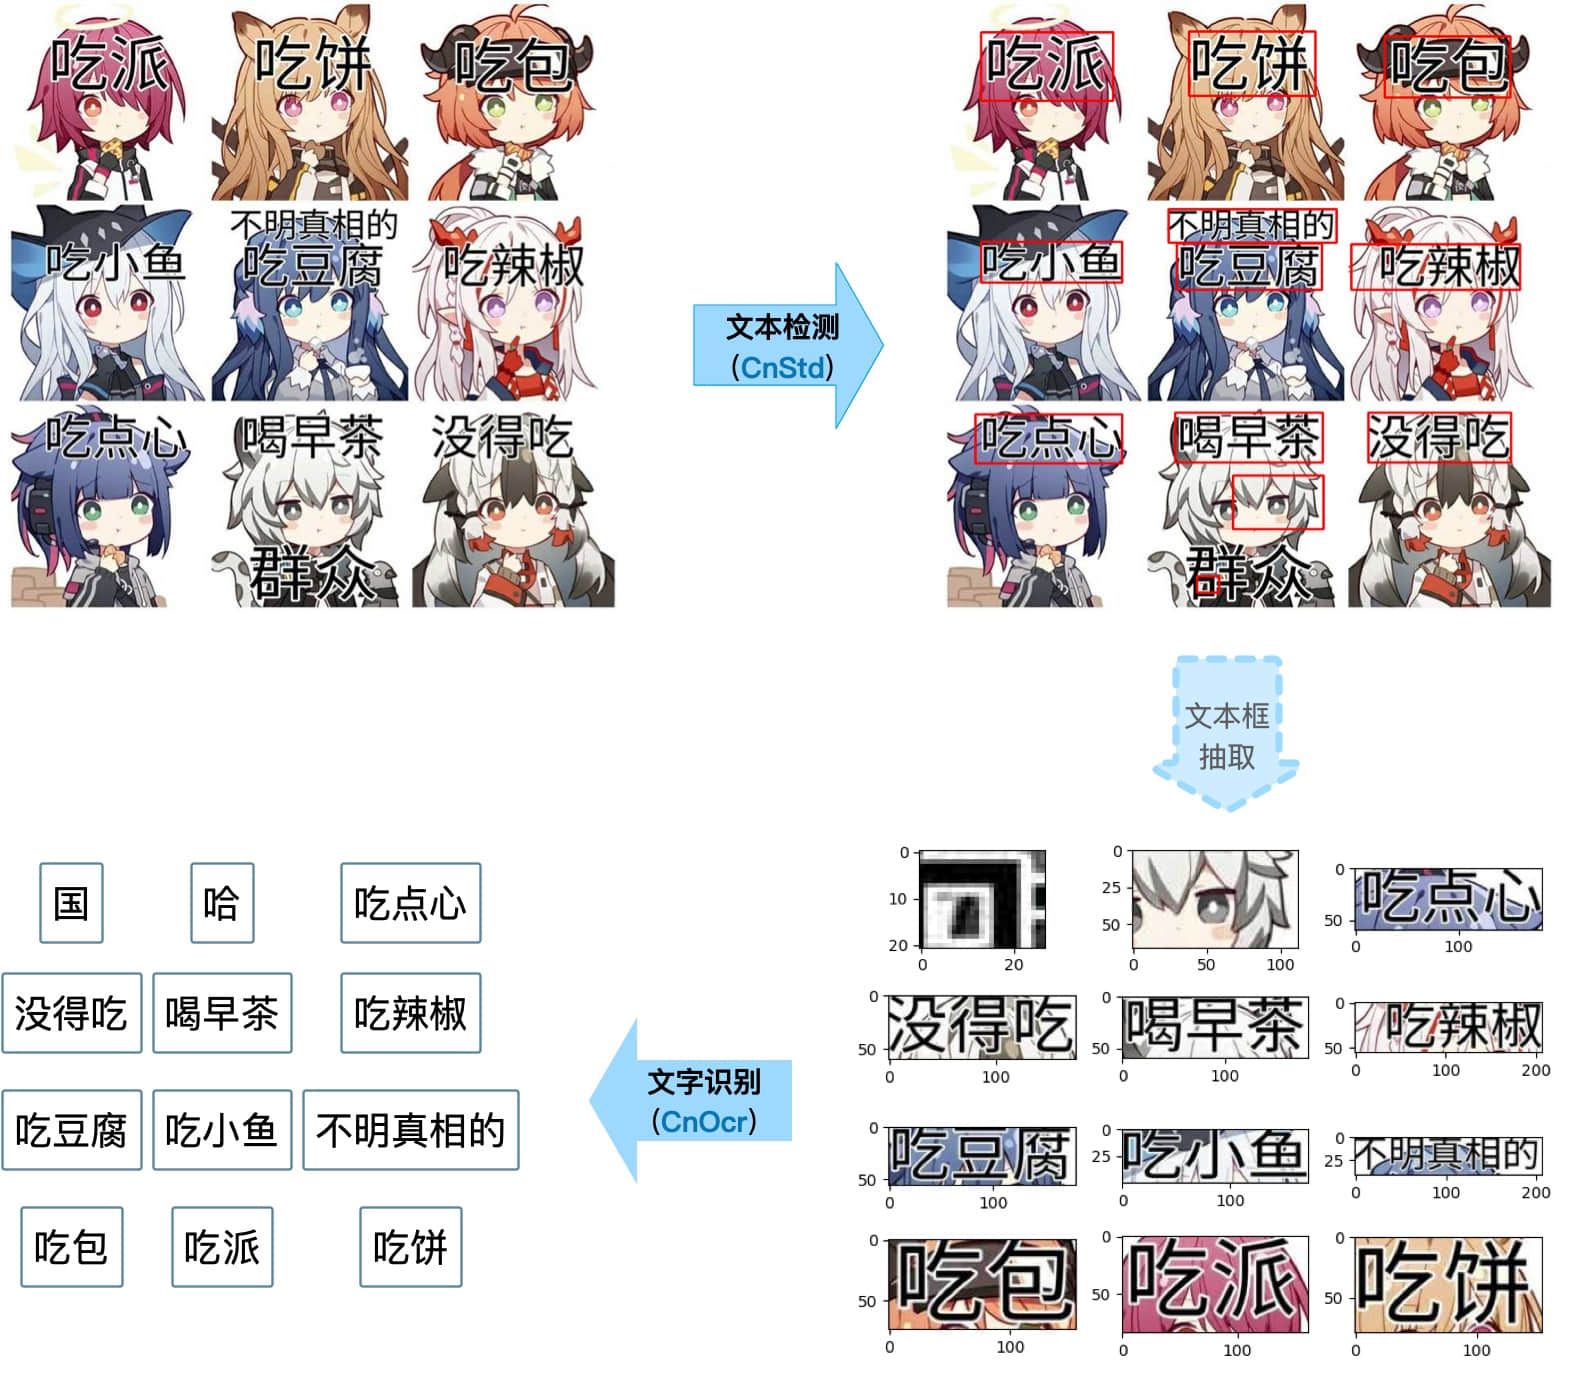 吃派
吃饼
吃包
吃小鱼
不明真相的
吃豆腐
吃辣椒
吃点心
喝早茶
群众
没得吃
文本检测
(CnStd)
吃派
吃饼
吃包
吃小鱼
不明真相的
吃豆腐
吃辣椒
吃点心
喝早茶
群众
没得吃
文本框
抽取
0
10
20
0 20
0
25
50
0 50 100
吃点心
0
50
0 100
没得吃
0
50
0 100
喝早茶
0
50
0 100
吃辣椒
0
50
0 100 200
吃豆腐
0
50
0 100
吃小鱼
0
25
0 100
不明真相的
0
25
0 100 200
吃包
0
50
0 100
吃派
0
50
0 100
吃饼
0
50
0 100
文字识别
(CnOcr)
国
哈
吃点心
没得吃
喝早茶
吃辣椒
吃豆腐
吃小鱼
不明真相的
吃包
吃派
吃饼